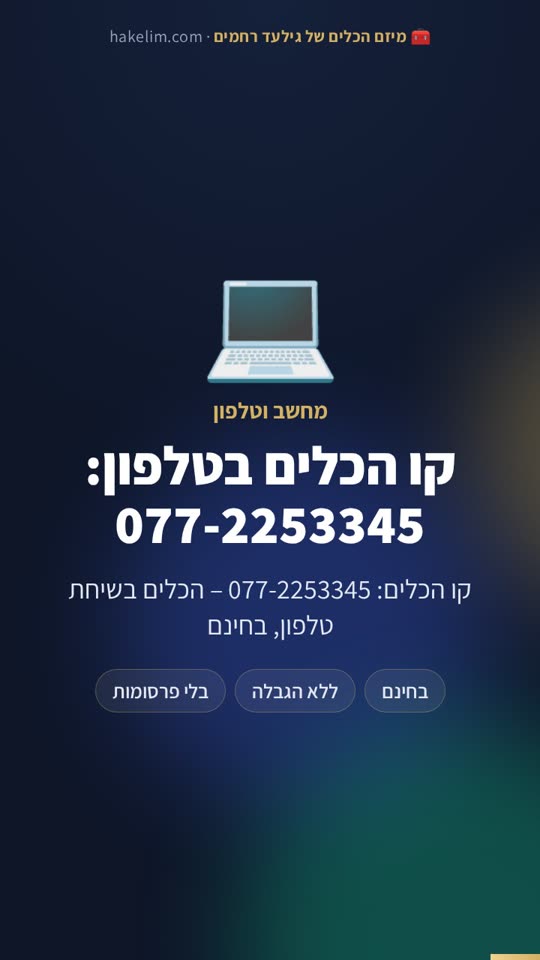 🧰 מיזם הכלים של גילעד רחמים · hakelim.com
מחשב וטלפון
קו הכלים בטלפון:
077-2253345
קו הכלים: 077-2253345 – הכלים בשיחת
טלפון, בחינם
בחינם
ללא הגבלה
בלי פרסומות